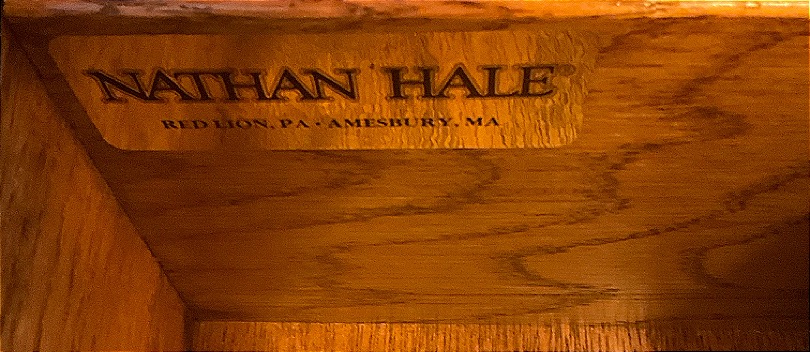 NATHAN HALE®
RED LION, PA • AMESBURY, MA